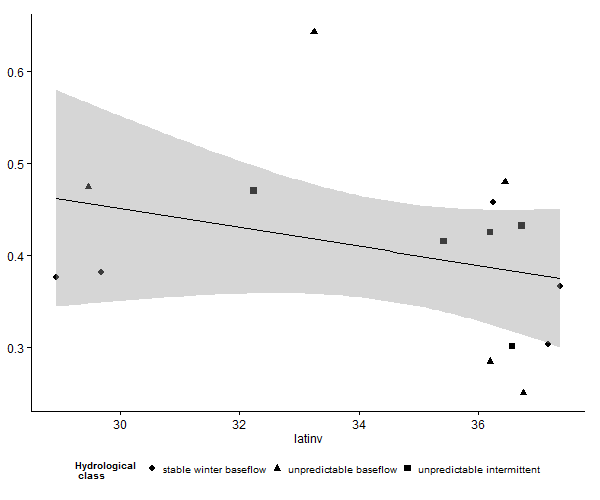 0.6
0.5
0.4
0.3
30 32 34 36
latinv
Hydrological
class
stable winter baseflow unpredictable baseflow unpredictable intermittent